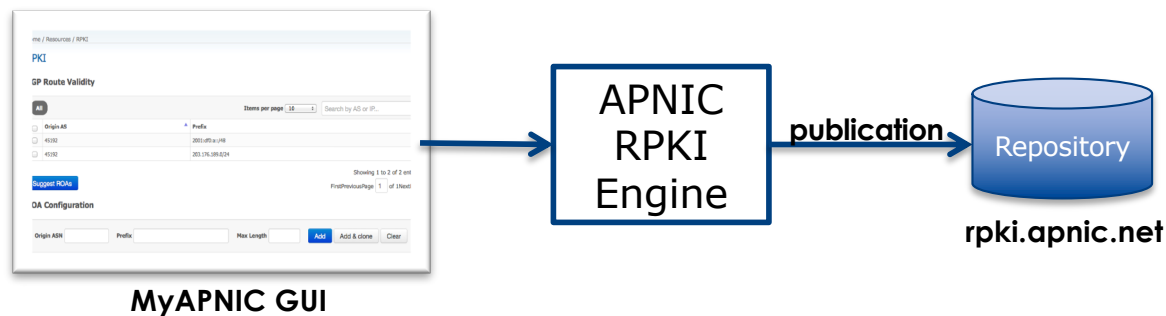 me / Resources / RPKI
PKI
GP Route Validity
All
Items per page 10
Search by AS or IP...
Origin AS Prefix
45192 2001:df0:a::/48
45192 203.176.189.0/24
Showing 1 to 2 of 2 ent
Suggest ROAs
FirstPreviousPage 1 of 1Next
OA Configuration
Origin ASN Prefix Max Length Add Add & clone Clear
MyAPNIC GUI
APNIC
RPKI
Engine
publication
Repository
rpki.apnic.net